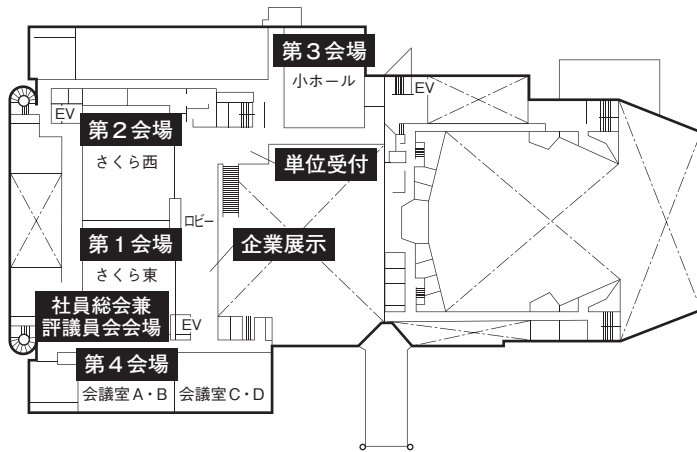 第３会場
小ホール
EV
EV
第２会場
さくら西
単位受付
ロビー
第１会場
さくら東
企業展示
社員総会兼
評議員会会場
EV
第４会場
会議室A・B
会議室C・D